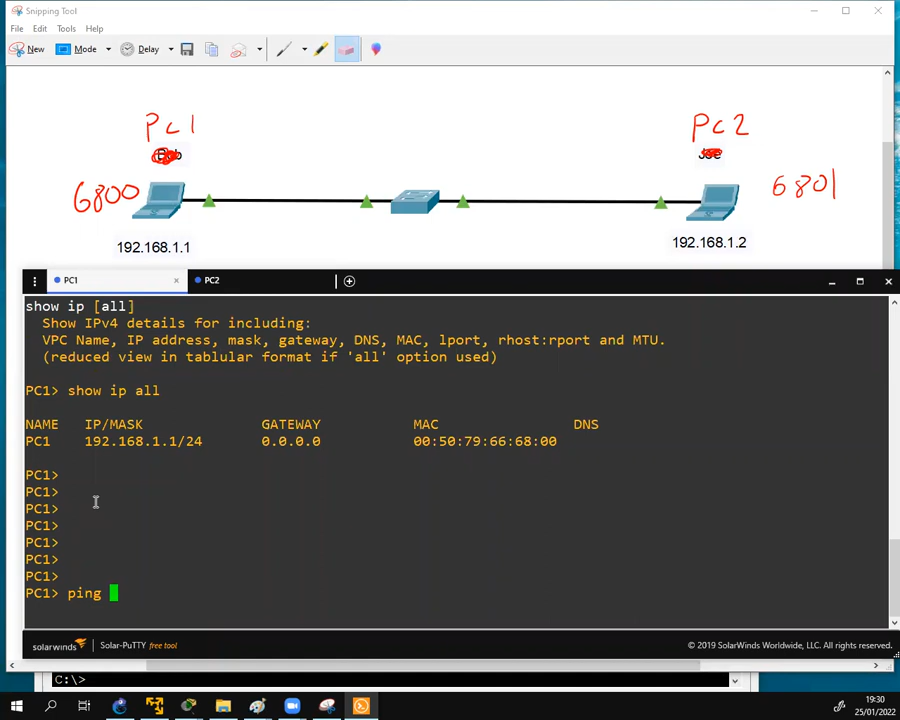 Snipping Tool
File Edit Tools Help
New Mode Delay
Pc 1
PC 2
6800
6801
192.168.1.1
192.168.1.2
PC1 × PC2
show ip [all]
Show IPv4 details for including:
VPC Name, IP address, mask, gateway, DNS, MAC, lport, rhost:rport and MTU.
(reduced view in tablular format if 'all' option used)
PC1> show ip all
NAME IP/MASK GATEWAY MAC DNS
PC1 192.168.1.1/24 0.0.0.0 00:50:79:66:68:00
PC1>
PC1>
PC1>
PC1>
PC1>
PC1>
PC1>
PC1> ping
solarwinds Solar-PuTTY free tool © 2019 SolarWinds Worldwide, LLC. All rights reserved.
C:\>
19:30
25/01/2022